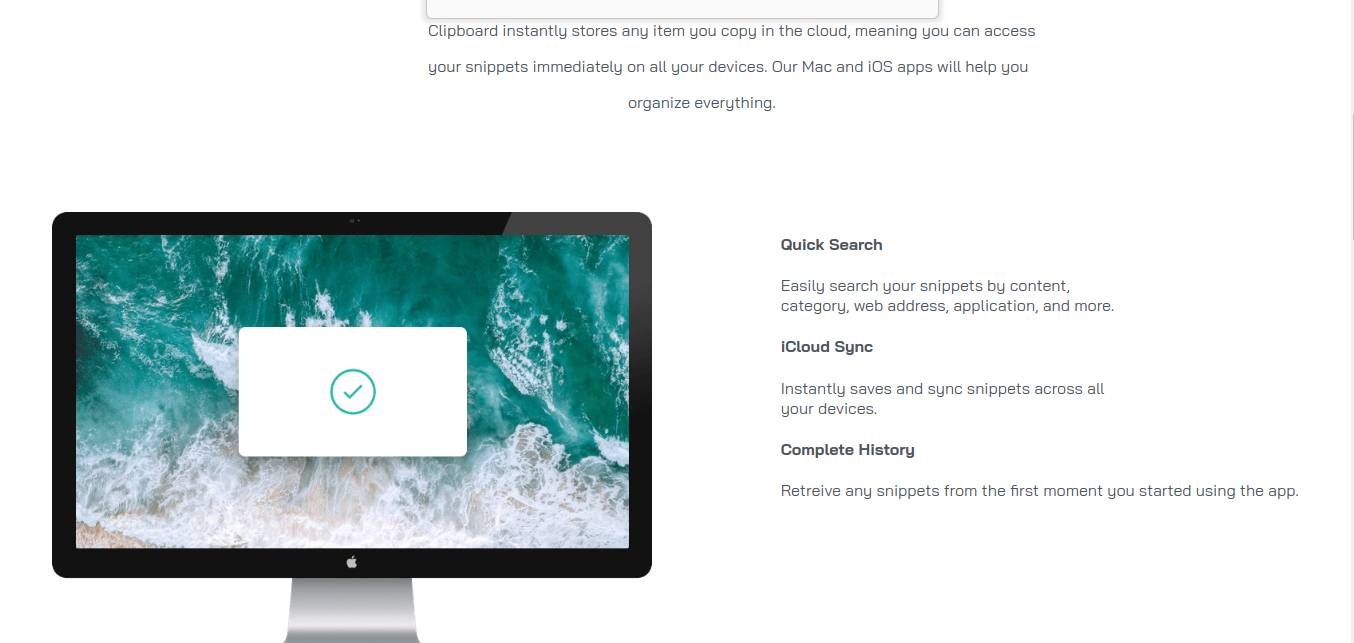 Clipboard instantly stores any item you copy in the cloud, meaning you can access
your snippets immediately on all your devices. Our Mac and iOS apps will help you
organize everything.
Quick Search
Easily search your snippets by content,
category, web address, application, and more.
iCloud Sync
Instantly saves and sync snippets across all
your devices.
Complete History
Retreive any snippets from the first moment you started using the app.